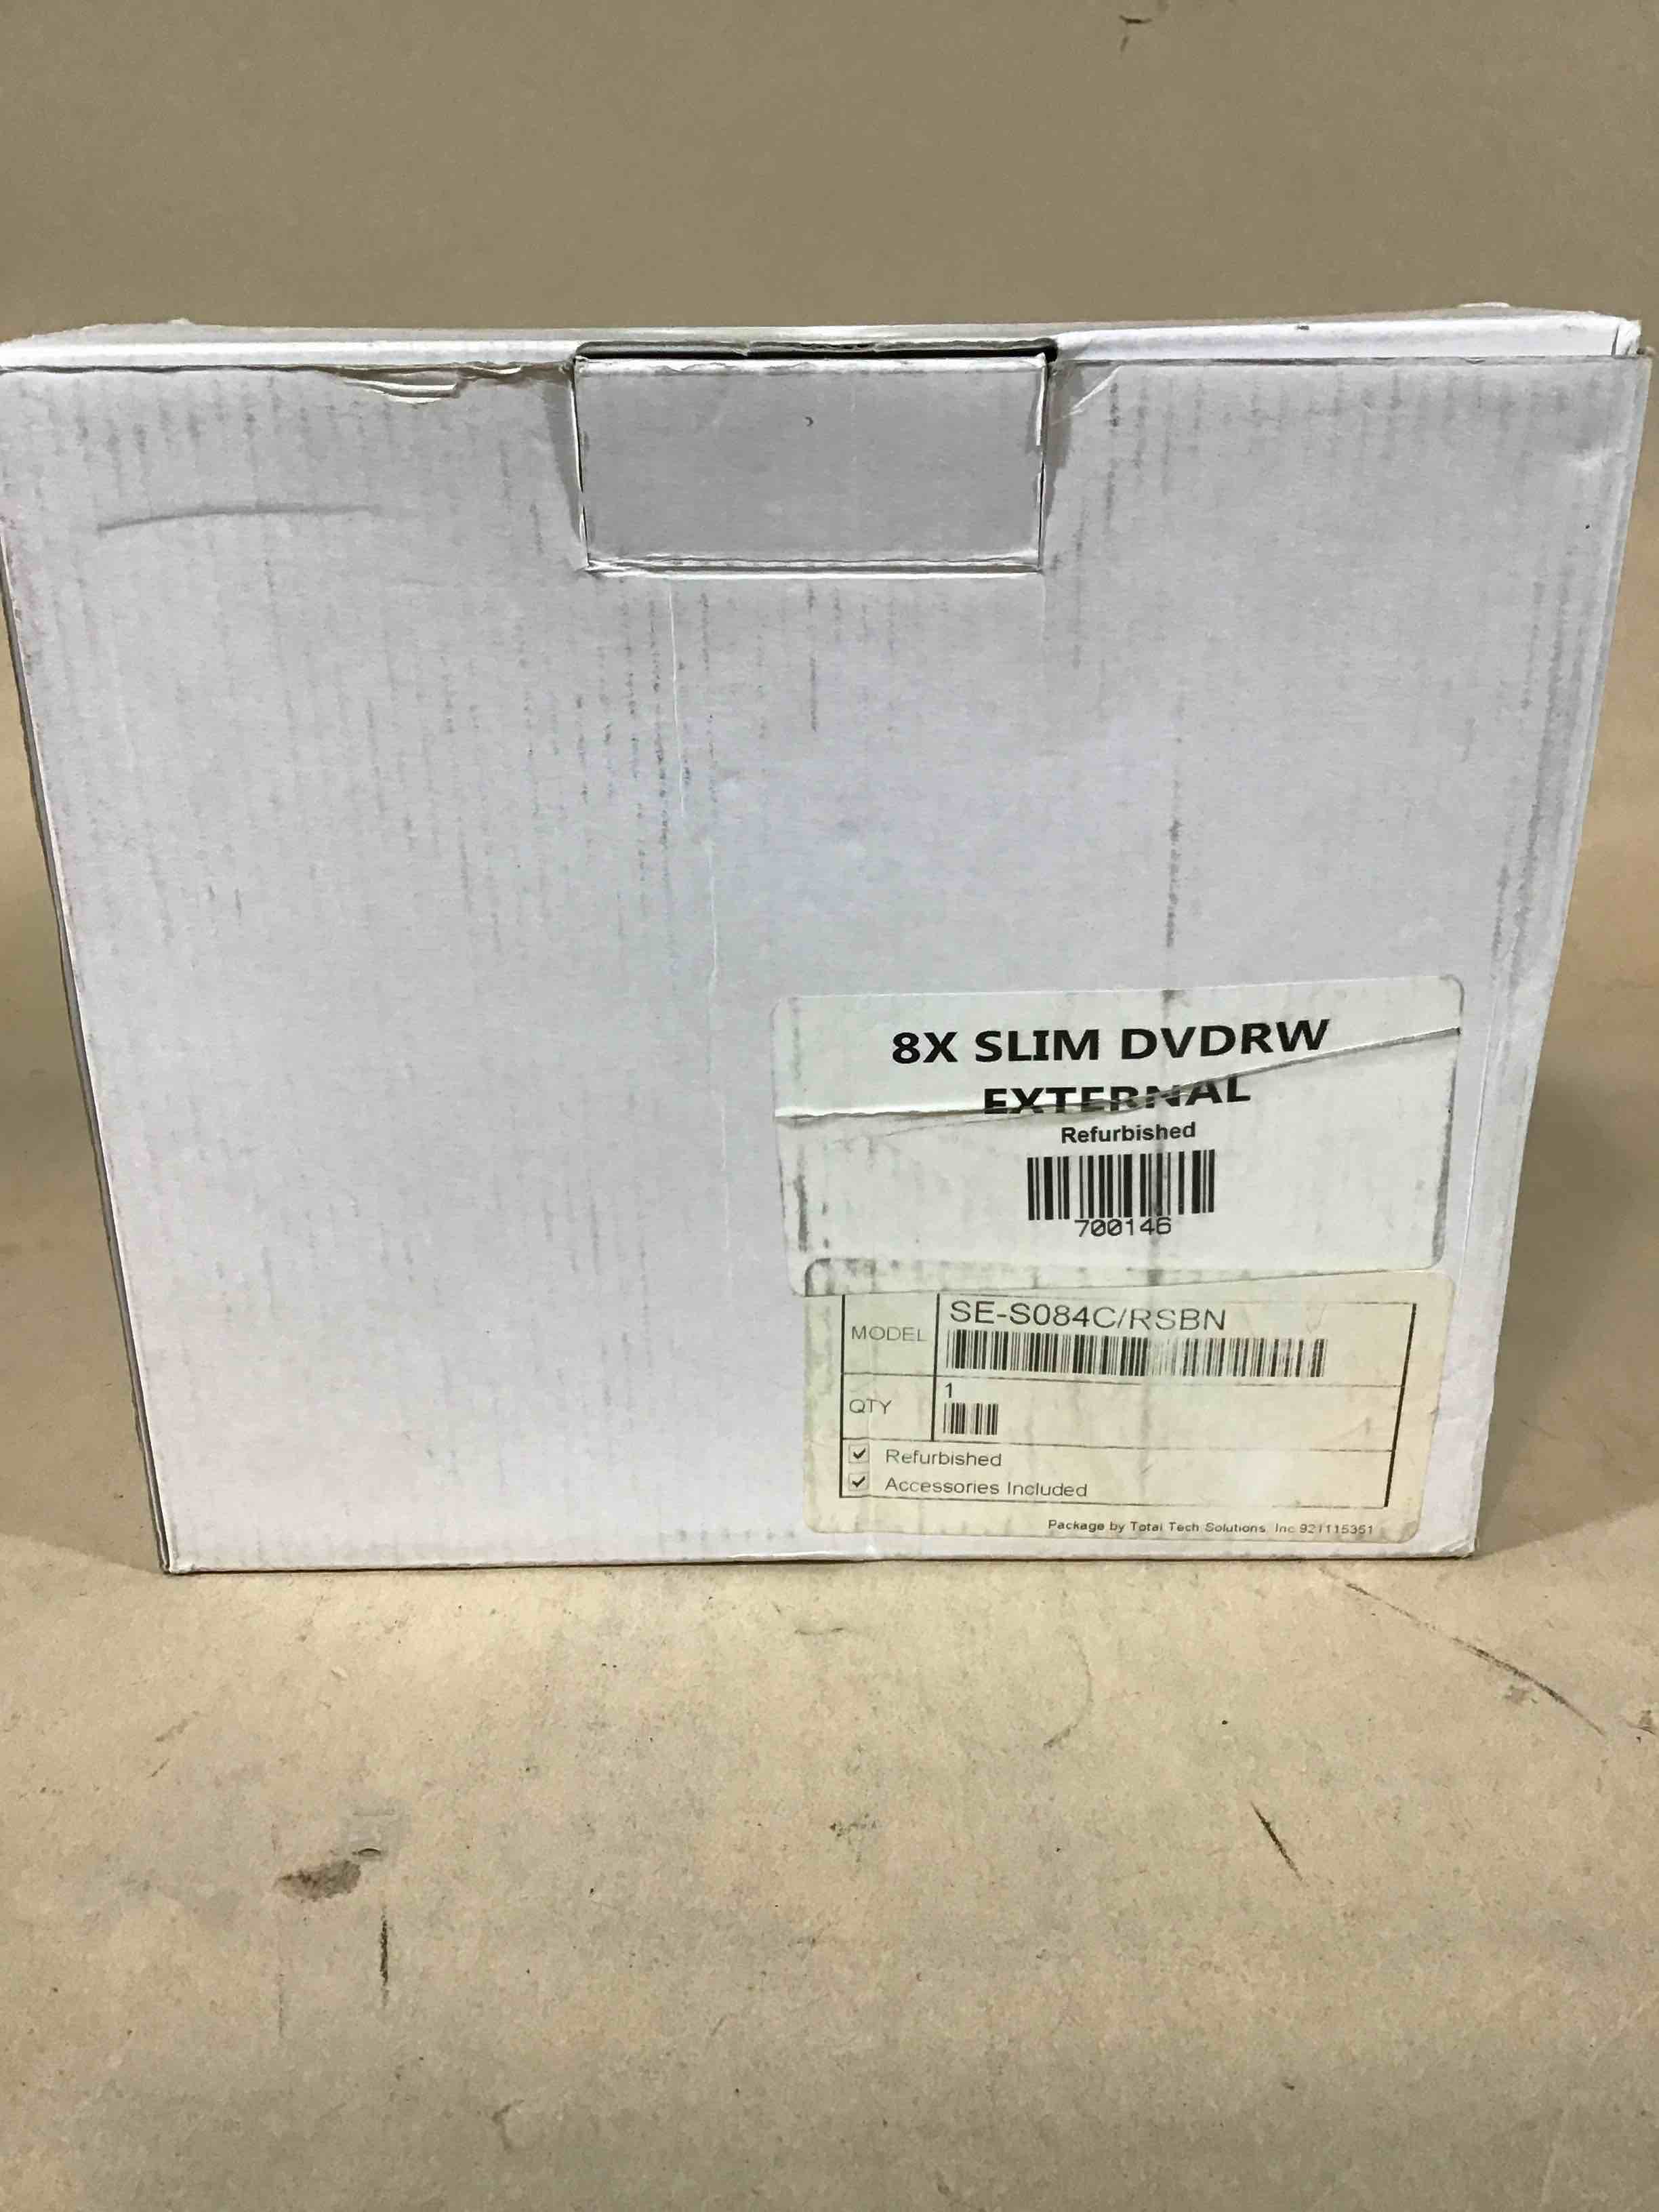 8X SLIM DVDRW
EXTERNAL
Refurbished
700146
MODEL SE-S084C/RSBN
QTY 1
Refurbished
Accessories Included
Package by Total Tech Solutions, Inc 921115351